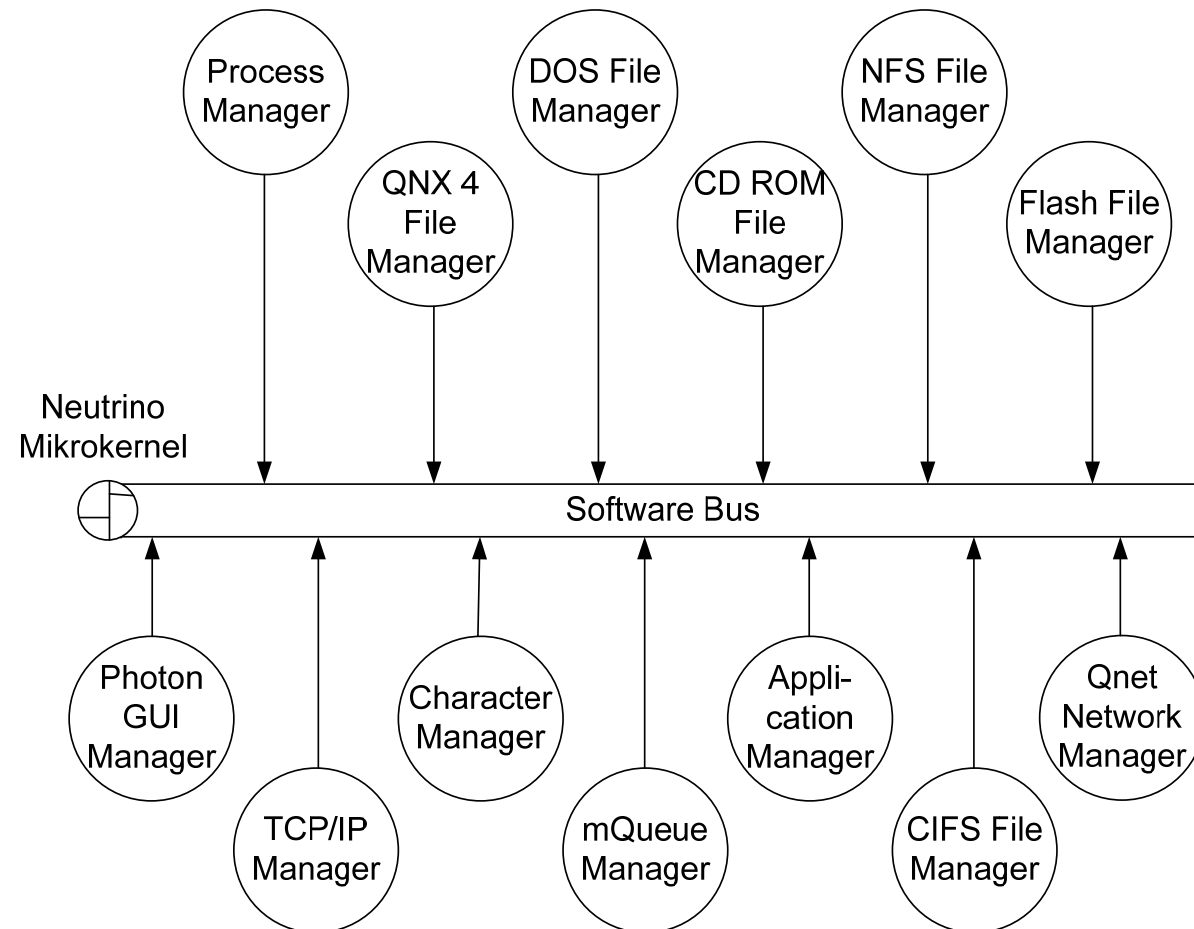 Process
Manager
DOS File
Manager
NFS File
Manager
QNX 4
File
Manager
CD ROM
File
Manager
Flash File
Manager
Neutrino
Mikrokernel
Software Bus
Photon
GUI
Manager
Character
Manager
Appli-
cation
Manager
Qnet
Network
Manager
TCP/IP
Manager
mQueue
Manager
CIFS File
Manager